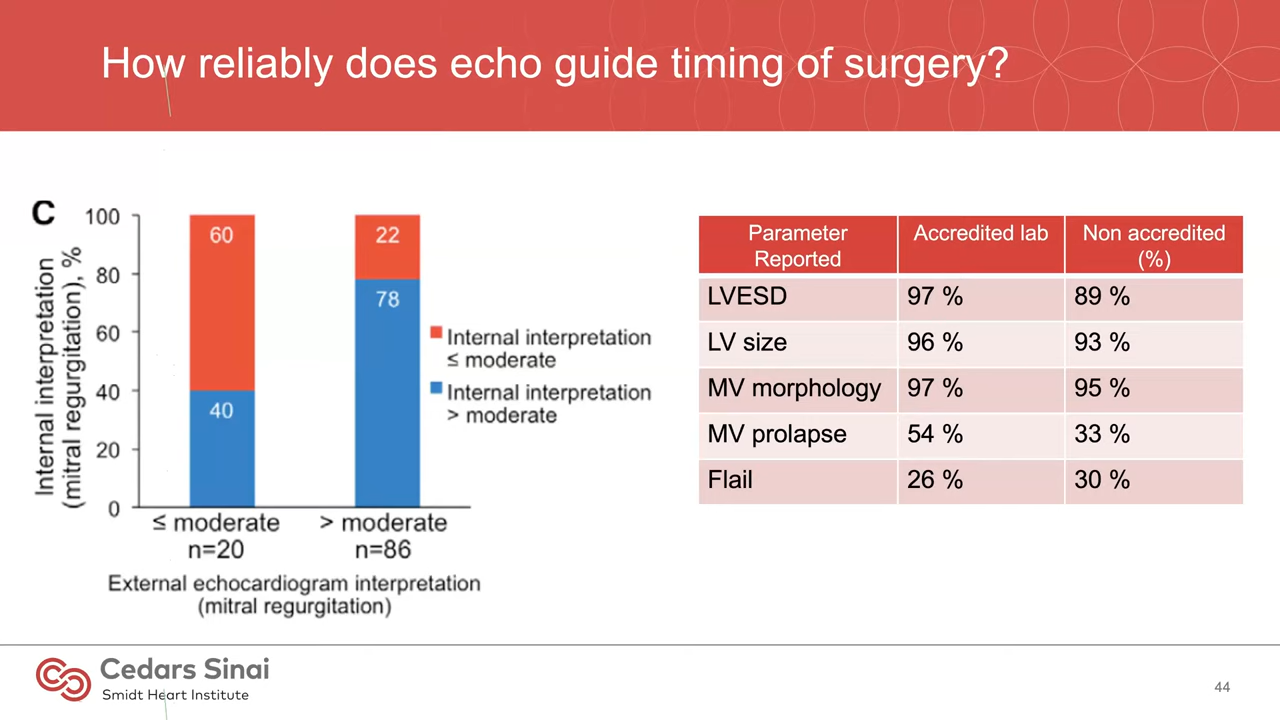 How reliably does echo guide timing of surgery?
C
Internal interpretation
(mitral regurgitation), %
100
80
60
40
20
0
60
40
22
78
≤ moderate
n=20
> moderate
n=86
External echocardiogram interpretation
(mitral regurgitation)
Internal interpretation
≤ moderate
Internal interpretation
> moderate
Parameter
Reported
Accredited lab
Non accredited
(%)
LVESD 97 % 89 %
LV size 96 % 93 %
MV morphology 97 % 95 %
MV prolapse 54 % 33 %
Flail 26 % 30 %
Cedars Sinai
Smidt Heart Institute
44